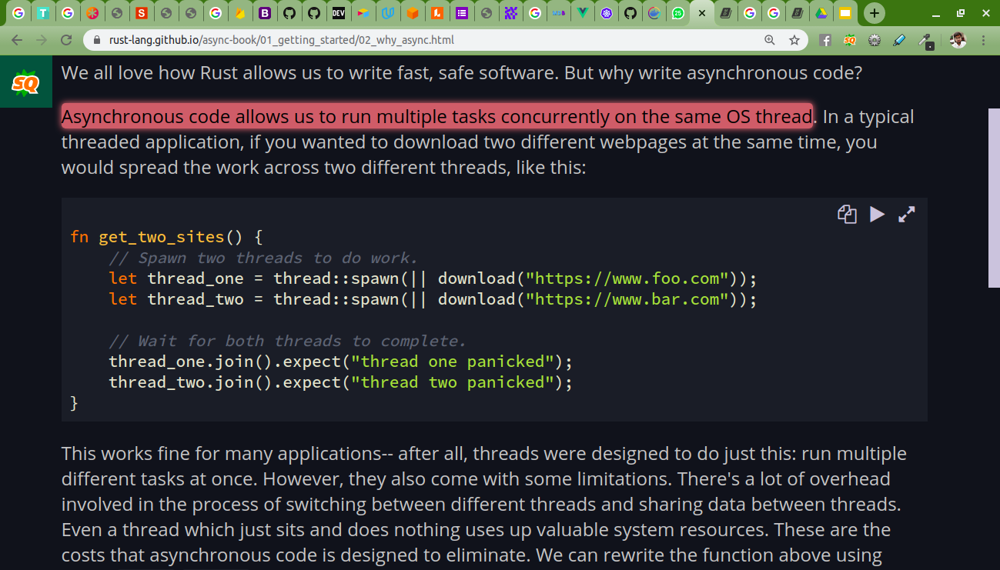 G T G S G B DEV G 25 G G
rust-lang.github.io/async-book/01_getting_started/02_why_async.html
SQ
SQ
We all love how Rust allows us to write fast, safe software. But why write asynchronous code?
Asynchronous code allows us to run multiple tasks concurrently on the same OS thread. In a typical
threaded application, if you wanted to download two different webpages at the same time, you
would spread the work across two different threads, like this:
fn get_two_sites() {
// Spawn two threads to do work.
let thread_one = thread::spawn(|| download("https://www.foo.com"));
let thread_two = thread::spawn(|| download("https://www.bar.com"));
// Wait for both threads to complete.
thread_one.join().expect("thread one panicked");
thread_two.join().expect("thread two panicked");
}
This works fine for many applications-- after all, threads were designed to do just this: run multiple
different tasks at once. However, they also come with some limitations. There's a lot of overhead
involved in the process of switching between different threads and sharing data between threads.
Even a thread which just sits and does nothing uses up valuable system resources. These are the
costs that asynchronous code is designed to eliminate. We can rewrite the function above using